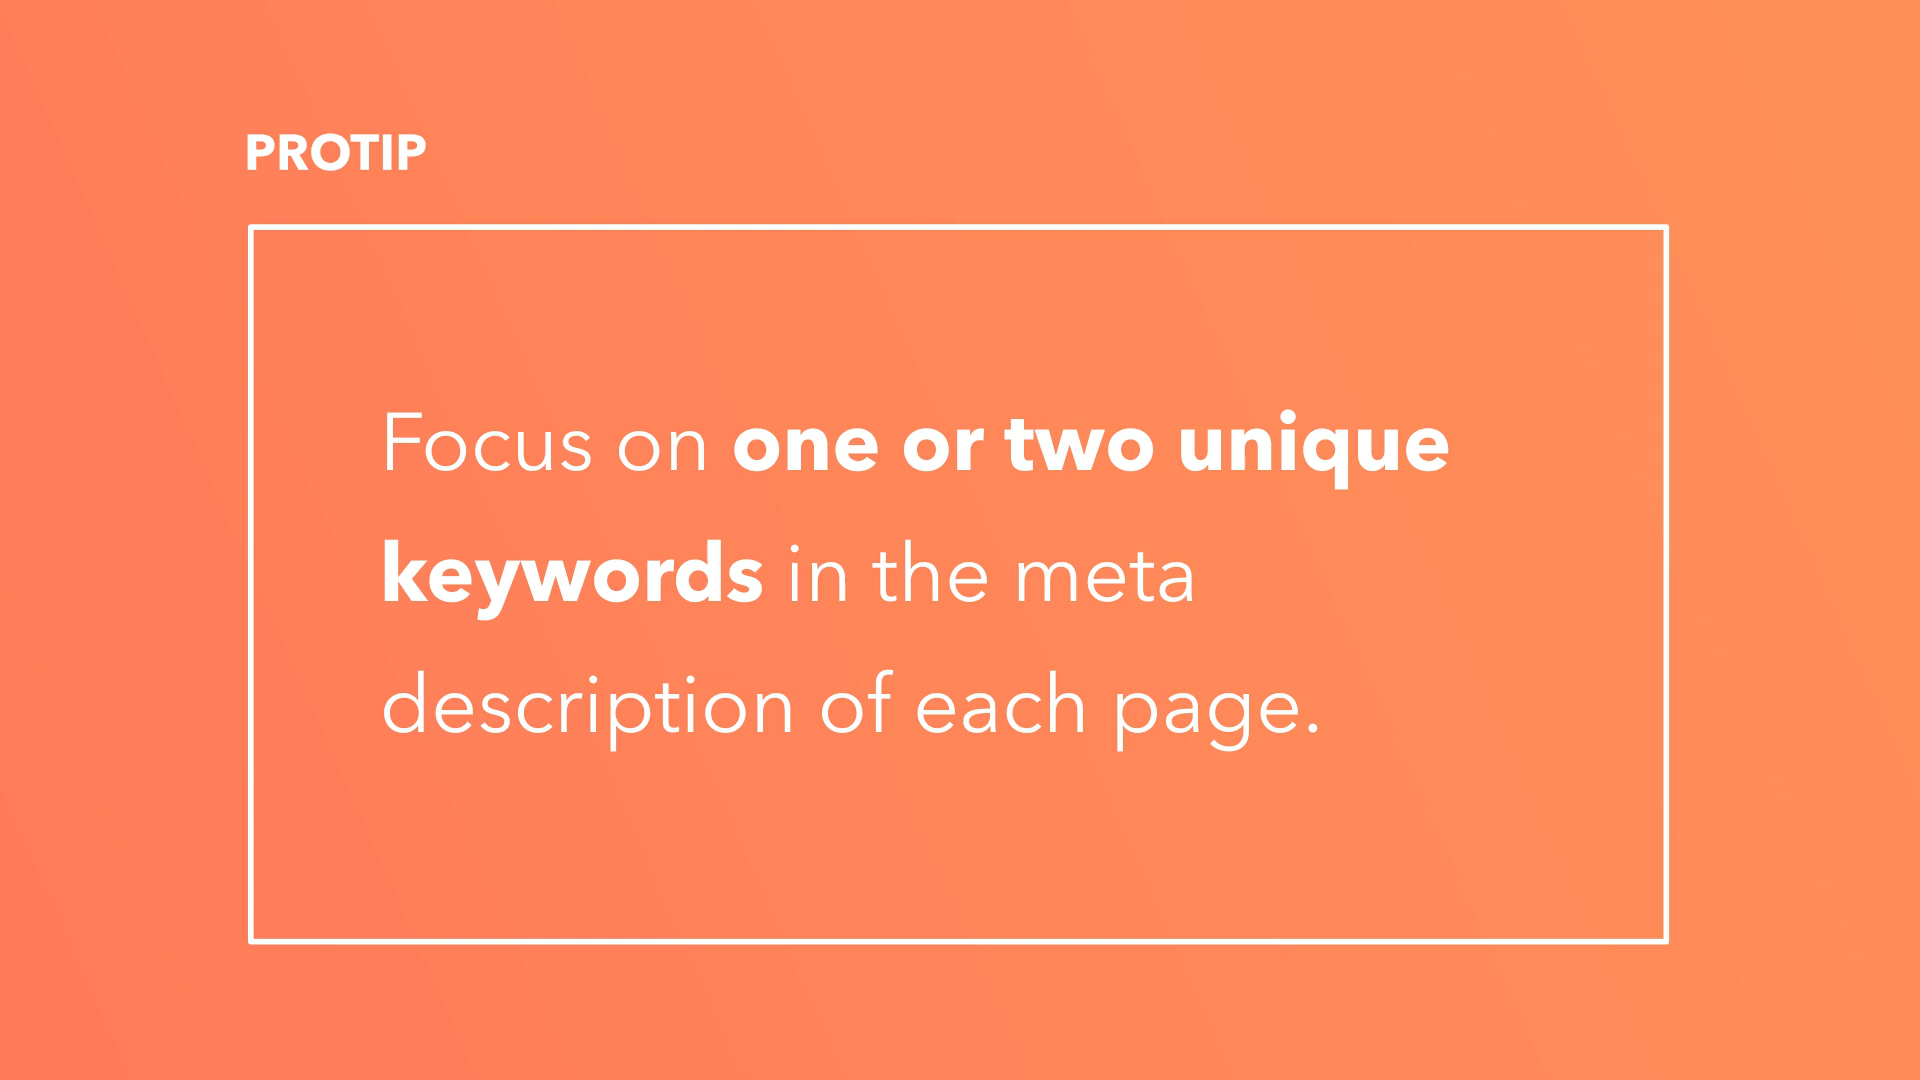 PROTIP
Focus on one or two unique
keywords in the meta
description of each page.